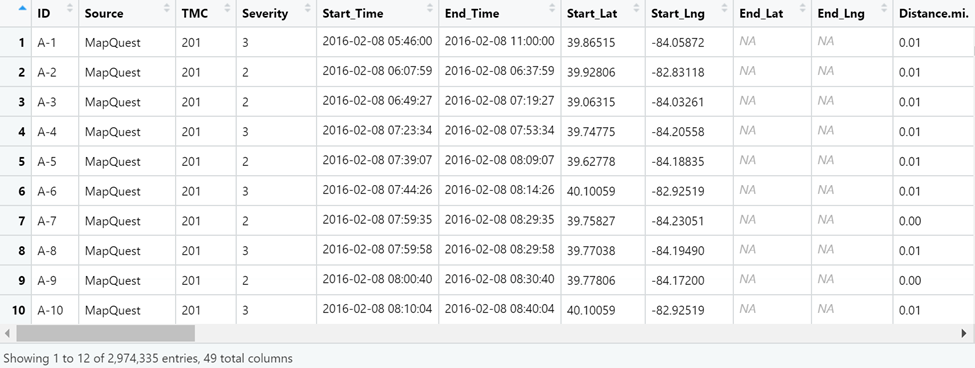 ID Source TMC Severity Start_Time End_Time Start_Lat Start_Lng End_Lat End_Lng Distance.mi.
1 A-1 MapQuest 201 3 2016-02-08 05:46:00 2016-02-08 11:00:00 39.86515 -84.05872 NA NA 0.01
2 A-2 MapQuest 201 2 2016-02-08 06:07:59 2016-02-08 06:37:59 39.92806 -82.83118 NA NA 0.01
3 A-3 MapQuest 201 2 2016-02-08 06:49:27 2016-02-08 07:19:27 39.06315 -84.03261 NA NA 0.01
4 A-4 MapQuest 201 3 2016-02-08 07:23:34 2016-02-08 07:53:34 39.74775 -84.20558 NA NA 0.01
5 A-5 MapQuest 201 2 2016-02-08 07:39:07 2016-02-08 08:09:07 39.62778 -84.18835 NA NA 0.01
6 A-6 MapQuest 201 3 2016-02-08 07:44:26 2016-02-08 08:14:26 40.10059 -82.92519 NA NA 0.01
7 A-7 MapQuest 201 2 2016-02-08 07:59:35 2016-02-08 08:29:35 39.75827 -84.23051 NA NA 0.00
8 A-8 MapQuest 201 3 2016-02-08 07:59:58 2016-02-08 08:29:58 39.77038 -84.19490 NA NA 0.01
9 A-9 MapQuest 201 2 2016-02-08 08:00:40 2016-02-08 08:30:40 39.77806 -84.17200 NA NA 0.00
10 A-10 MapQuest 201 3 2016-02-08 08:10:04 2016-02-08 08:40:04 40.10059 -82.92519 NA NA 0.01
Showing 1 to 12 of 2,974,335 entries, 49 total columns